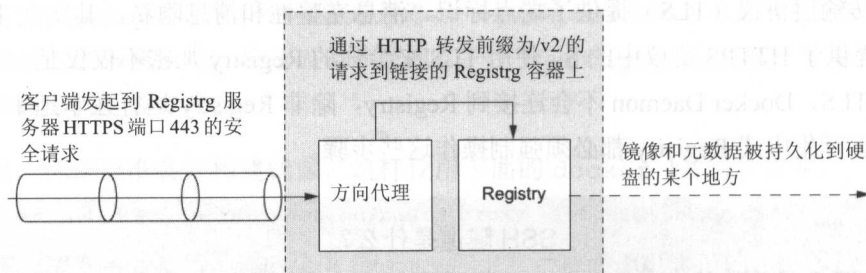 通过 HTTP 转发前缀为/v2/的
请求到链接的 Registrg 容器上
客户端发起到 Registrg 服
务器HTTPS端口 443的安
全请求
方向代理
Registry
镜像和元数据被持久化到硬
盘的某个地方